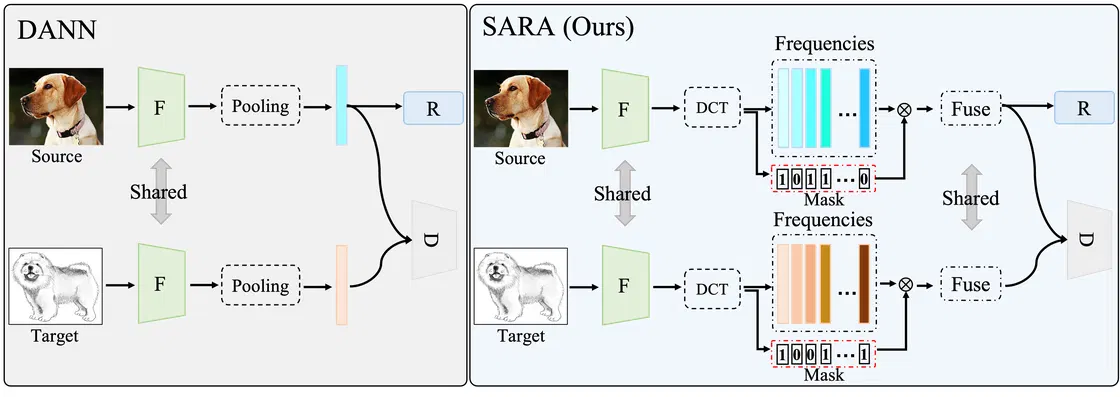 DANN
Source
F
Pooling
R
Shared
D
Target
F
Pooling
SARA (Ours)
Source
F
DCT
Frequencies
...
1 0 1 1 ... 0
Mask
Fuse
R
Shared
Shared
D
Target
F
DCT
Frequencies
...
1 0 0 1 ... 1
Mask
Fuse